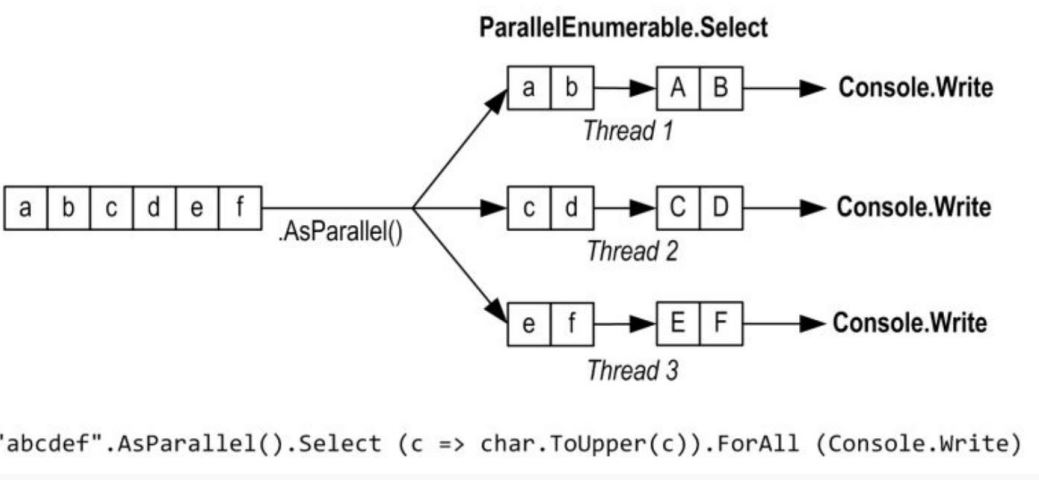 ParallelEnumerable.Select
a b A B Console.Write
Thread 1
a b c d e f .AsParallel() c d C D Console.Write
Thread 2
e f E F Console.Write
Thread 3
"abcdef".AsParallel().Select (c => char.ToUpper(c)).ForAll (Console.Write)